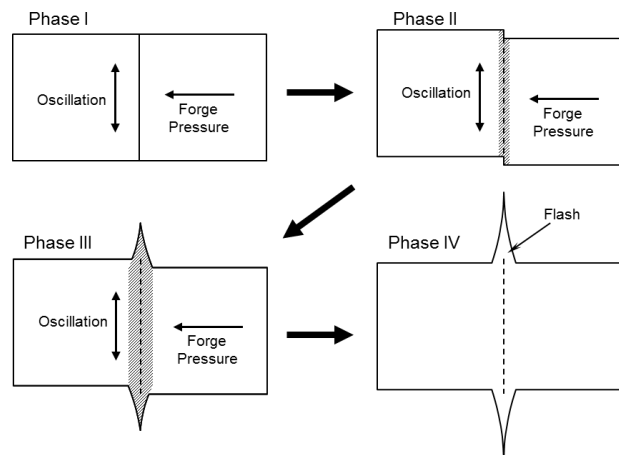 Phase I
Oscillation
Forge
Pressure
Phase II
Oscillation
Forge
Pressure
Phase III
Oscillation
Forge
Pressure
Phase IV
Flash